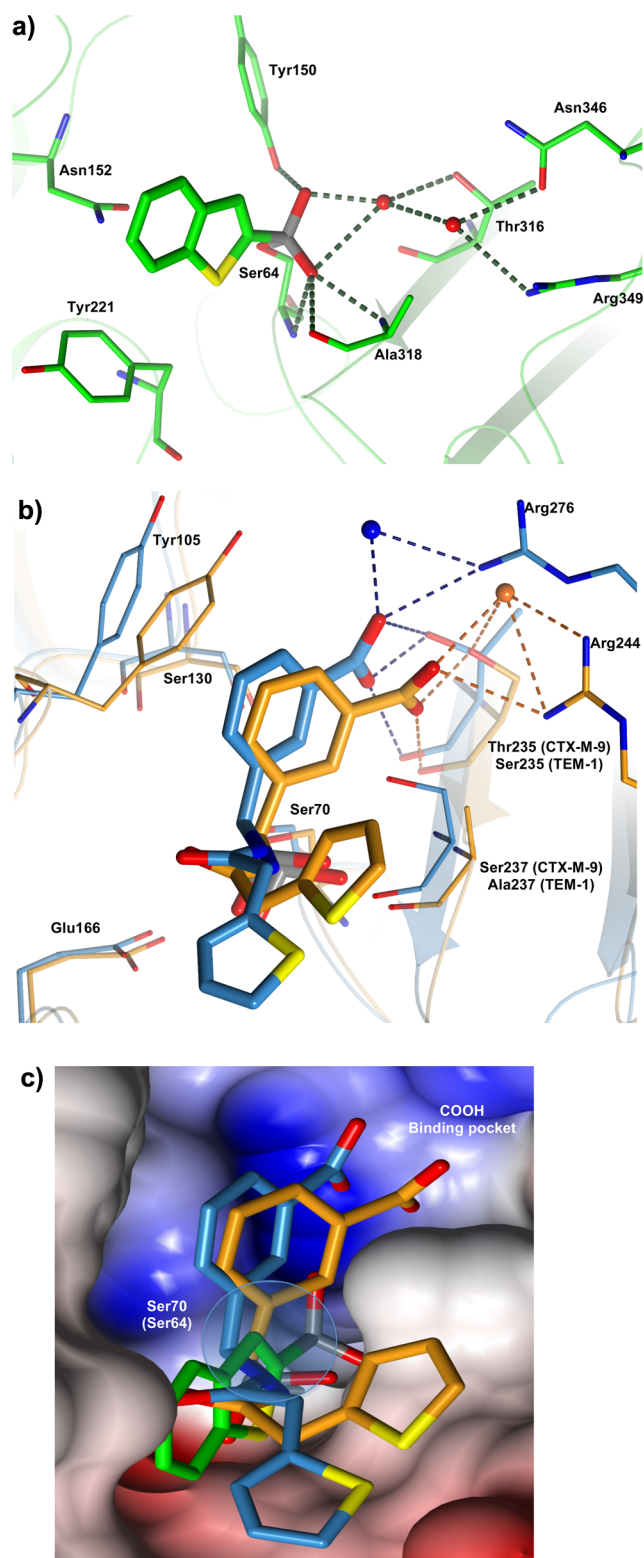 a)
Tyr150
Asn346
Asn152
Thr316
Ser64
Arg349
Tyr221
Ala318
b)
Arg276
Tyr105
Arg244
Ser130
Thr235 (CTX-M-9)
Ser235 (TEM-1)
Ser70
Ser237 (CTX-M-9)
Ala237 (TEM-1)
Glu166
c)
COOH
Binding pocket
Ser70
(Ser64)